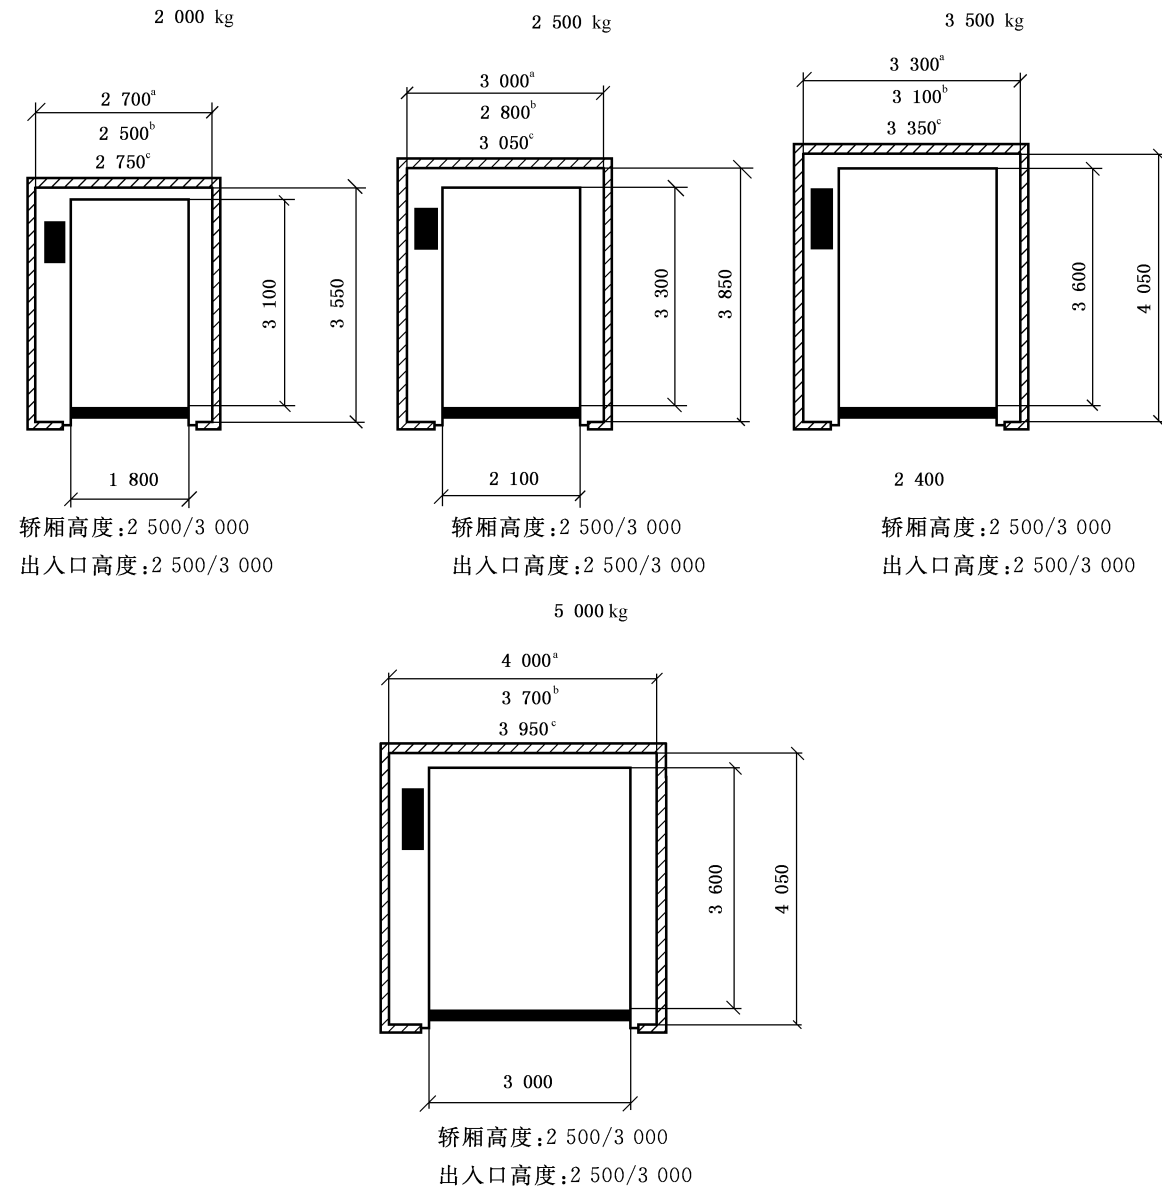 2 000 kg
2 700a
2 500b
2 750c
3 100
3 550
1 800
轿厢高度:2 500/3 000
出入口高度:2 500/3 000
2 500 kg
3 000a
2 800b
3 050c
3 300
3 850
2 100
轿厢高度:2 500/3 000
出入口高度:2 500/3 000
3 500 kg
3 300a
3 100b
3 350c
3 600
4 050
2 400
轿厢高度:2 500/3 000
出入口高度:2 500/3 000
5 000 kg
4 000a
3 700b
3 950c
3 600
4 050
3 000
轿厢高度:2 500/3 000
出入口高度:2 500/3 000